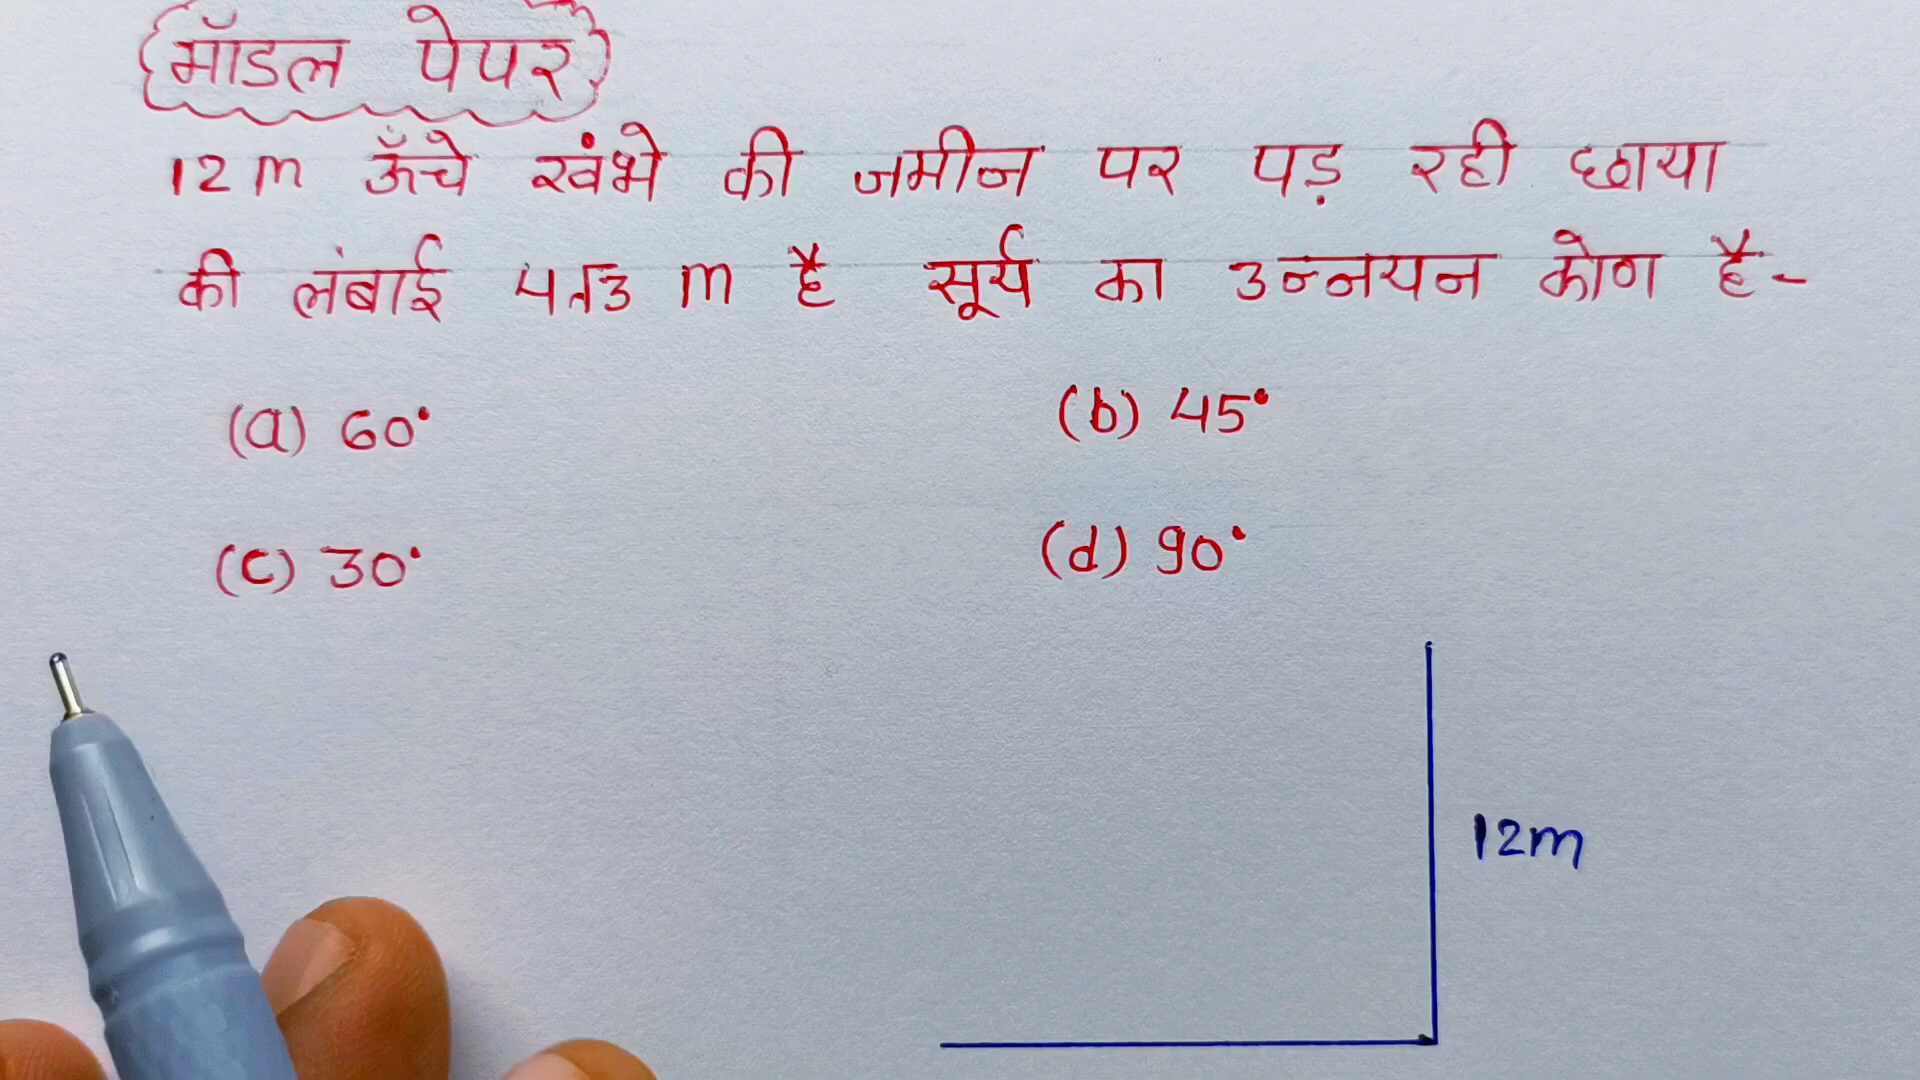 मॉडल पेपर
12 m ऊँचे खंभे की जमीन पर पड़ रही छाया
की लंबाई 4√3 m है सूर्य का उन्नयन कोण है-
(a) 60°
(b) 45°
(c) 30°
(d) 90°
12m